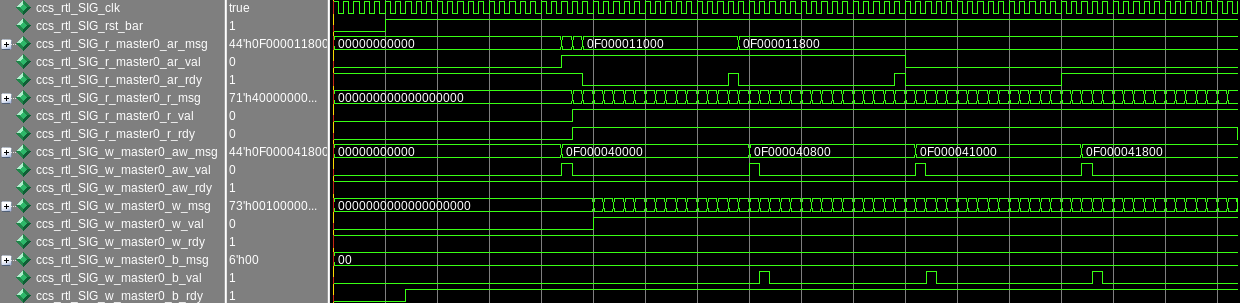 ccs_rtl_SIG_clk true
ccs_rtl_SIG_rst_bar 1
ccs_rtl_SIG_r_master0_ar_msg 44'h0F000011800 00000000000 0F000011000 0F000011800
ccs_rtl_SIG_r_master0_ar_val 0
ccs_rtl_SIG_r_master0_ar_rdy 1
ccs_rtl_SIG_r_master0_r_msg 71'h40000000... 000000000000000000
ccs_rtl_SIG_r_master0_r_val 0
ccs_rtl_SIG_r_master0_r_rdy 0
ccs_rtl_SIG_w_master0_aw_msg 44'h0F000041800 00000000000 0F000040000 0F000040800 0F000041000 0F000041800
ccs_rtl_SIG_w_master0_aw_val 0
ccs_rtl_SIG_w_master0_aw_rdy 1
ccs_rtl_SIG_w_master0_w_msg 73'h00100000... 0000000000000000000
ccs_rtl_SIG_w_master0_w_val 0
ccs_rtl_SIG_w_master0_w_rdy 1
ccs_rtl_SIG_w_master0_b_msg 6'h00 00
ccs_rtl_SIG_w_master0_b_val 1
ccs_rtl_SIG_w_master0_b_rdy 1